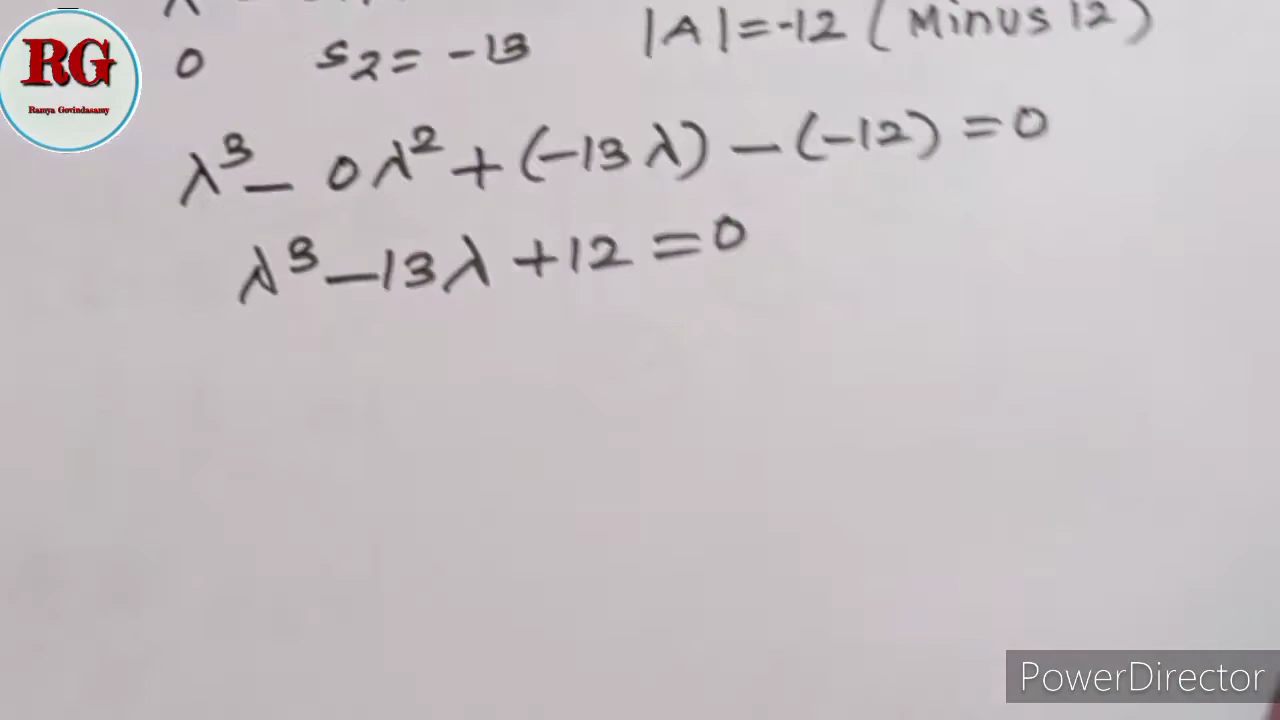 RG
Ramya Govindasamy
0 S₂ = -13 |A| = -12 (Minus 12)
λ³ - 0λ² + (-13λ) - (-12) = 0
λ³ - 13λ + 12 = 0
PowerDirector